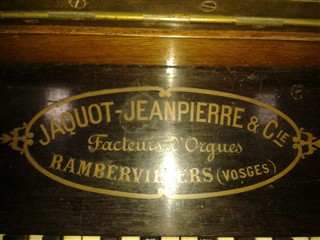 JAQUOT-JEANPIERRE & CIE
Facteurs d'Orgues
RAMBERVILLERS (VOSGES)